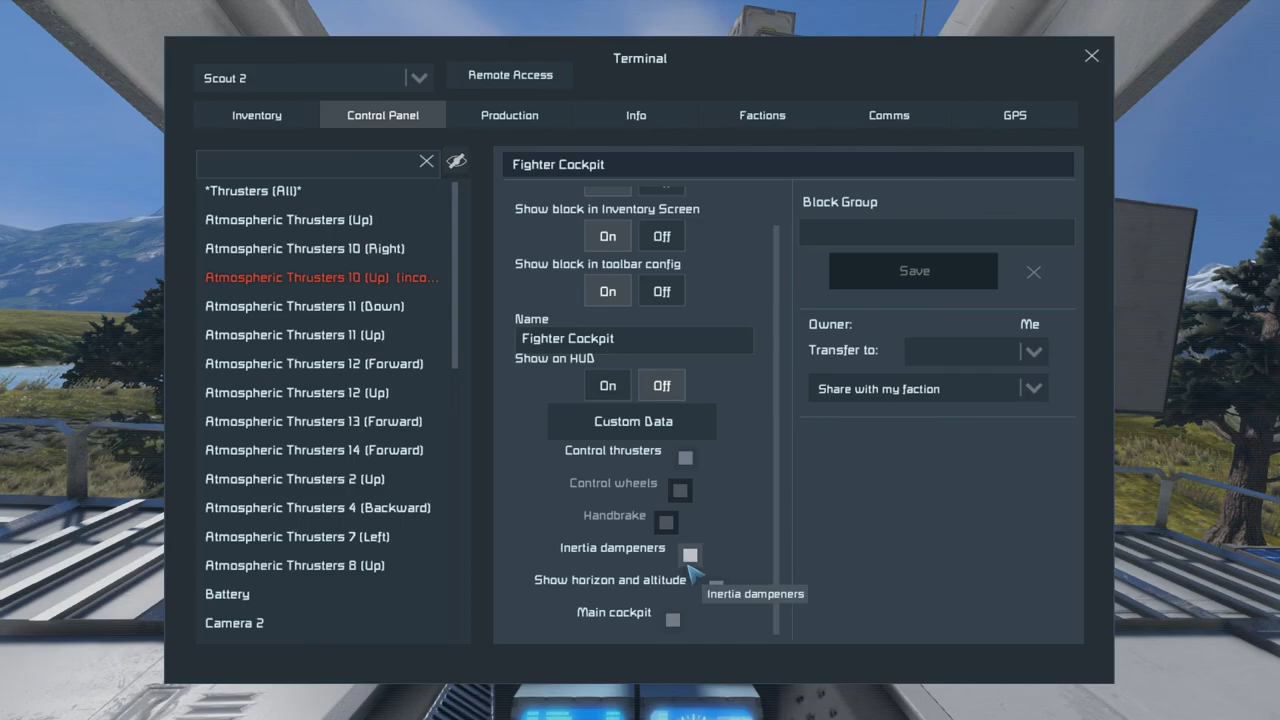 Terminal
Scout 2
Remote Access
Inventory
Control Panel
Production
Info
Factions
Comms
GPS
*Thrusters (All)*
Atmospheric Thrusters (Up)
Atmospheric Thrusters 10 (Right)
Atmospheric Thrusters 10 (Up) (inco...
Atmospheric Thrusters 11 (Down)
Atmospheric Thrusters 11 (Up)
Atmospheric Thrusters 12 (Forward)
Atmospheric Thrusters 12 (Up)
Atmospheric Thrusters 13 (Forward)
Atmospheric Thrusters 14 (Forward)
Atmospheric Thrusters 2 (Up)
Atmospheric Thrusters 4 (Backward)
Atmospheric Thrusters 7 (Left)
Atmospheric Thrusters 8 (Up)
Battery
Camera 2
Fighter Cockpit
Show block in Inventory Screen
On Off
Show block in toolbar config
On Off
Name
Fighter Cockpit
Show on HUD
On Off
Custom Data
Control thrusters
Control wheels
Handbrake
Inertia dampeners
Show horizon and altitude
Inertia dampeners
Main cockpit
Block Group
Save
Owner: Me
Transfer to:
Share with my faction